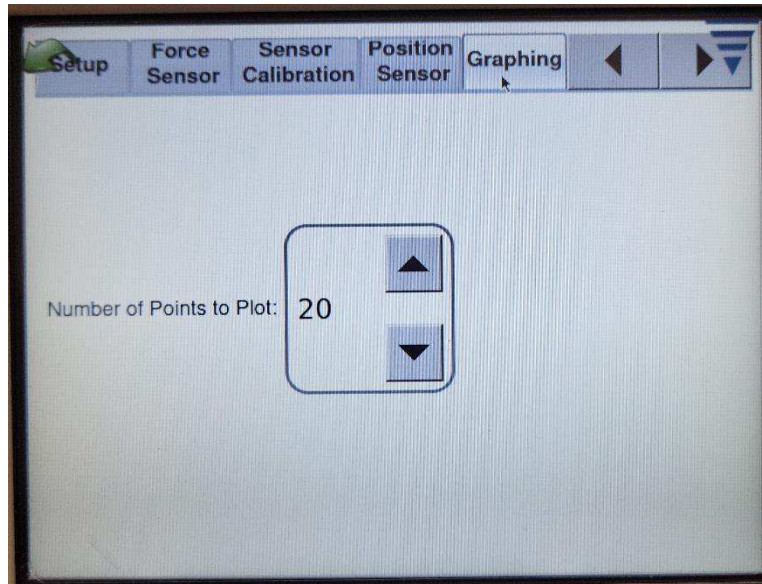 Setup
Force
Sensor
Sensor
Calibration
Position
Sensor
Graphing
Number of Points to Plot: 20